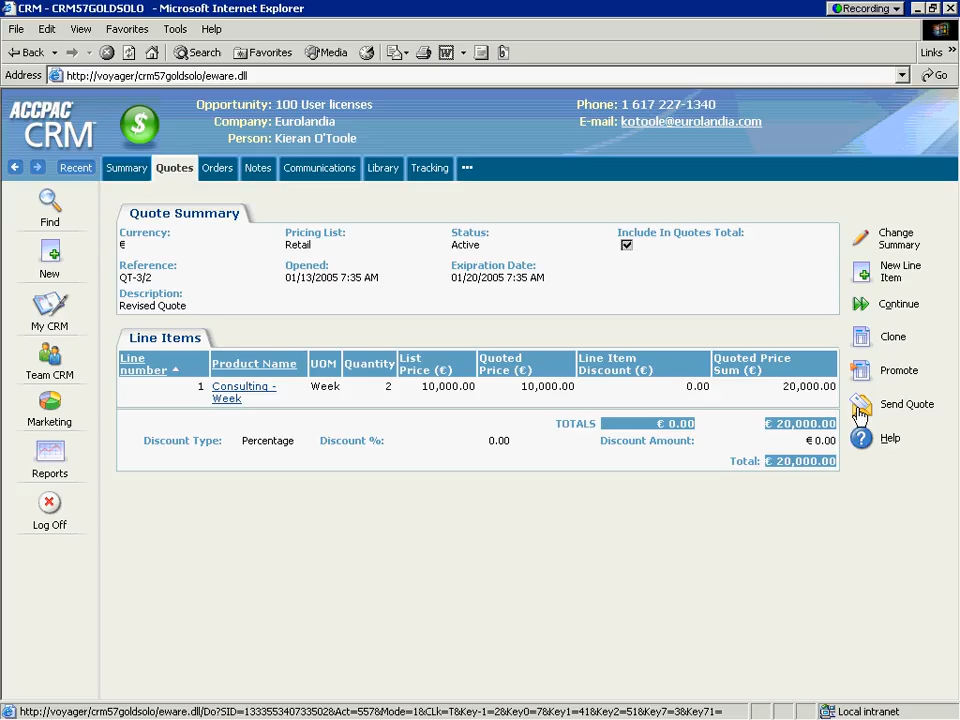 CRM - CRM57GOLDSOLO - Microsoft Internet Explorer
Recording
File Edit View Favorites Tools Help
Back Search Favorites Media Links »
Address http://voyager/crm57goldsolo/eware.dll Go
ACCPAC
CRM
Opportunity: 100 User licenses
Company: Eurolandia
Person: Kieran O'Toole
Phone: 1 617 227-1340
E-mail: kotoole@eurolandia.com
Recent Summary Quotes Orders Notes Communications Library Tracking •••
Find
New
My CRM
Team CRM
Marketing
Reports
Log Off
Quote Summary
Currency: Pricing List: Status: Include In Quotes Total:
€ Retail Active
Reference: Opened: Exipration Date:
QT-3/2 01/13/2005 7:35 AM 01/20/2005 7:35 AM
Description:
Revised Quote
Line Items
Line number Product Name UOM Quantity List Price (€) Quoted Price (€) Line Item Discount (€) Quoted Price Sum (€)
1 Consulting - Week Week 2 10,000.00 10,000.00 0.00 20,000.00
TOTALS € 0.00 € 20,000.00
Discount Type: Percentage Discount %: 0.00 Discount Amount: € 0.00
Total: € 20,000.00
Change Summary
New Line Item
Continue
Clone
Promote
Send Quote
Help
http://voyager/crm57goldsolo/eware.dll/Do?SID=1333553407335028Act=557&Mode=1&CLk=T&Key-1=2&Key0=7&Key1=41&Key2=51&Key7=3&Key71= Local intranet